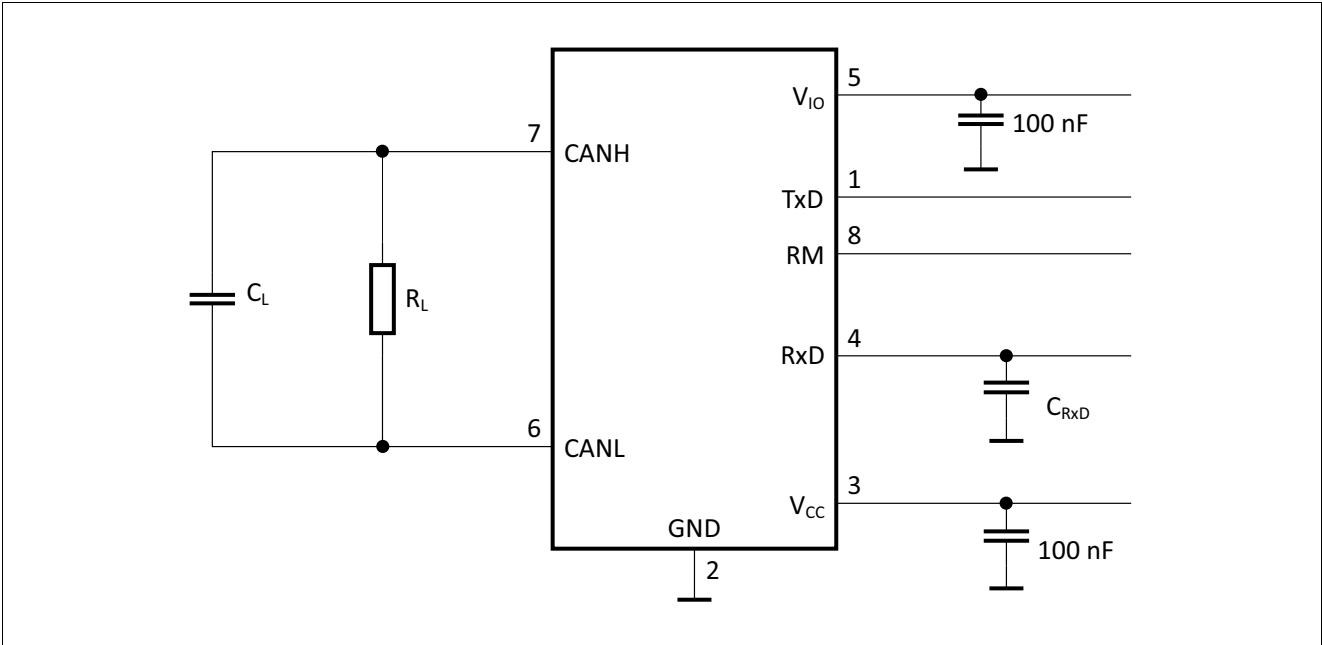 5
V_IO
100 nF
7
CANH
1
TxD
8
RM
C_L
R_L
4
RxD
C_RxD
6
CANL
3
V_CC
GND
100 nF
2